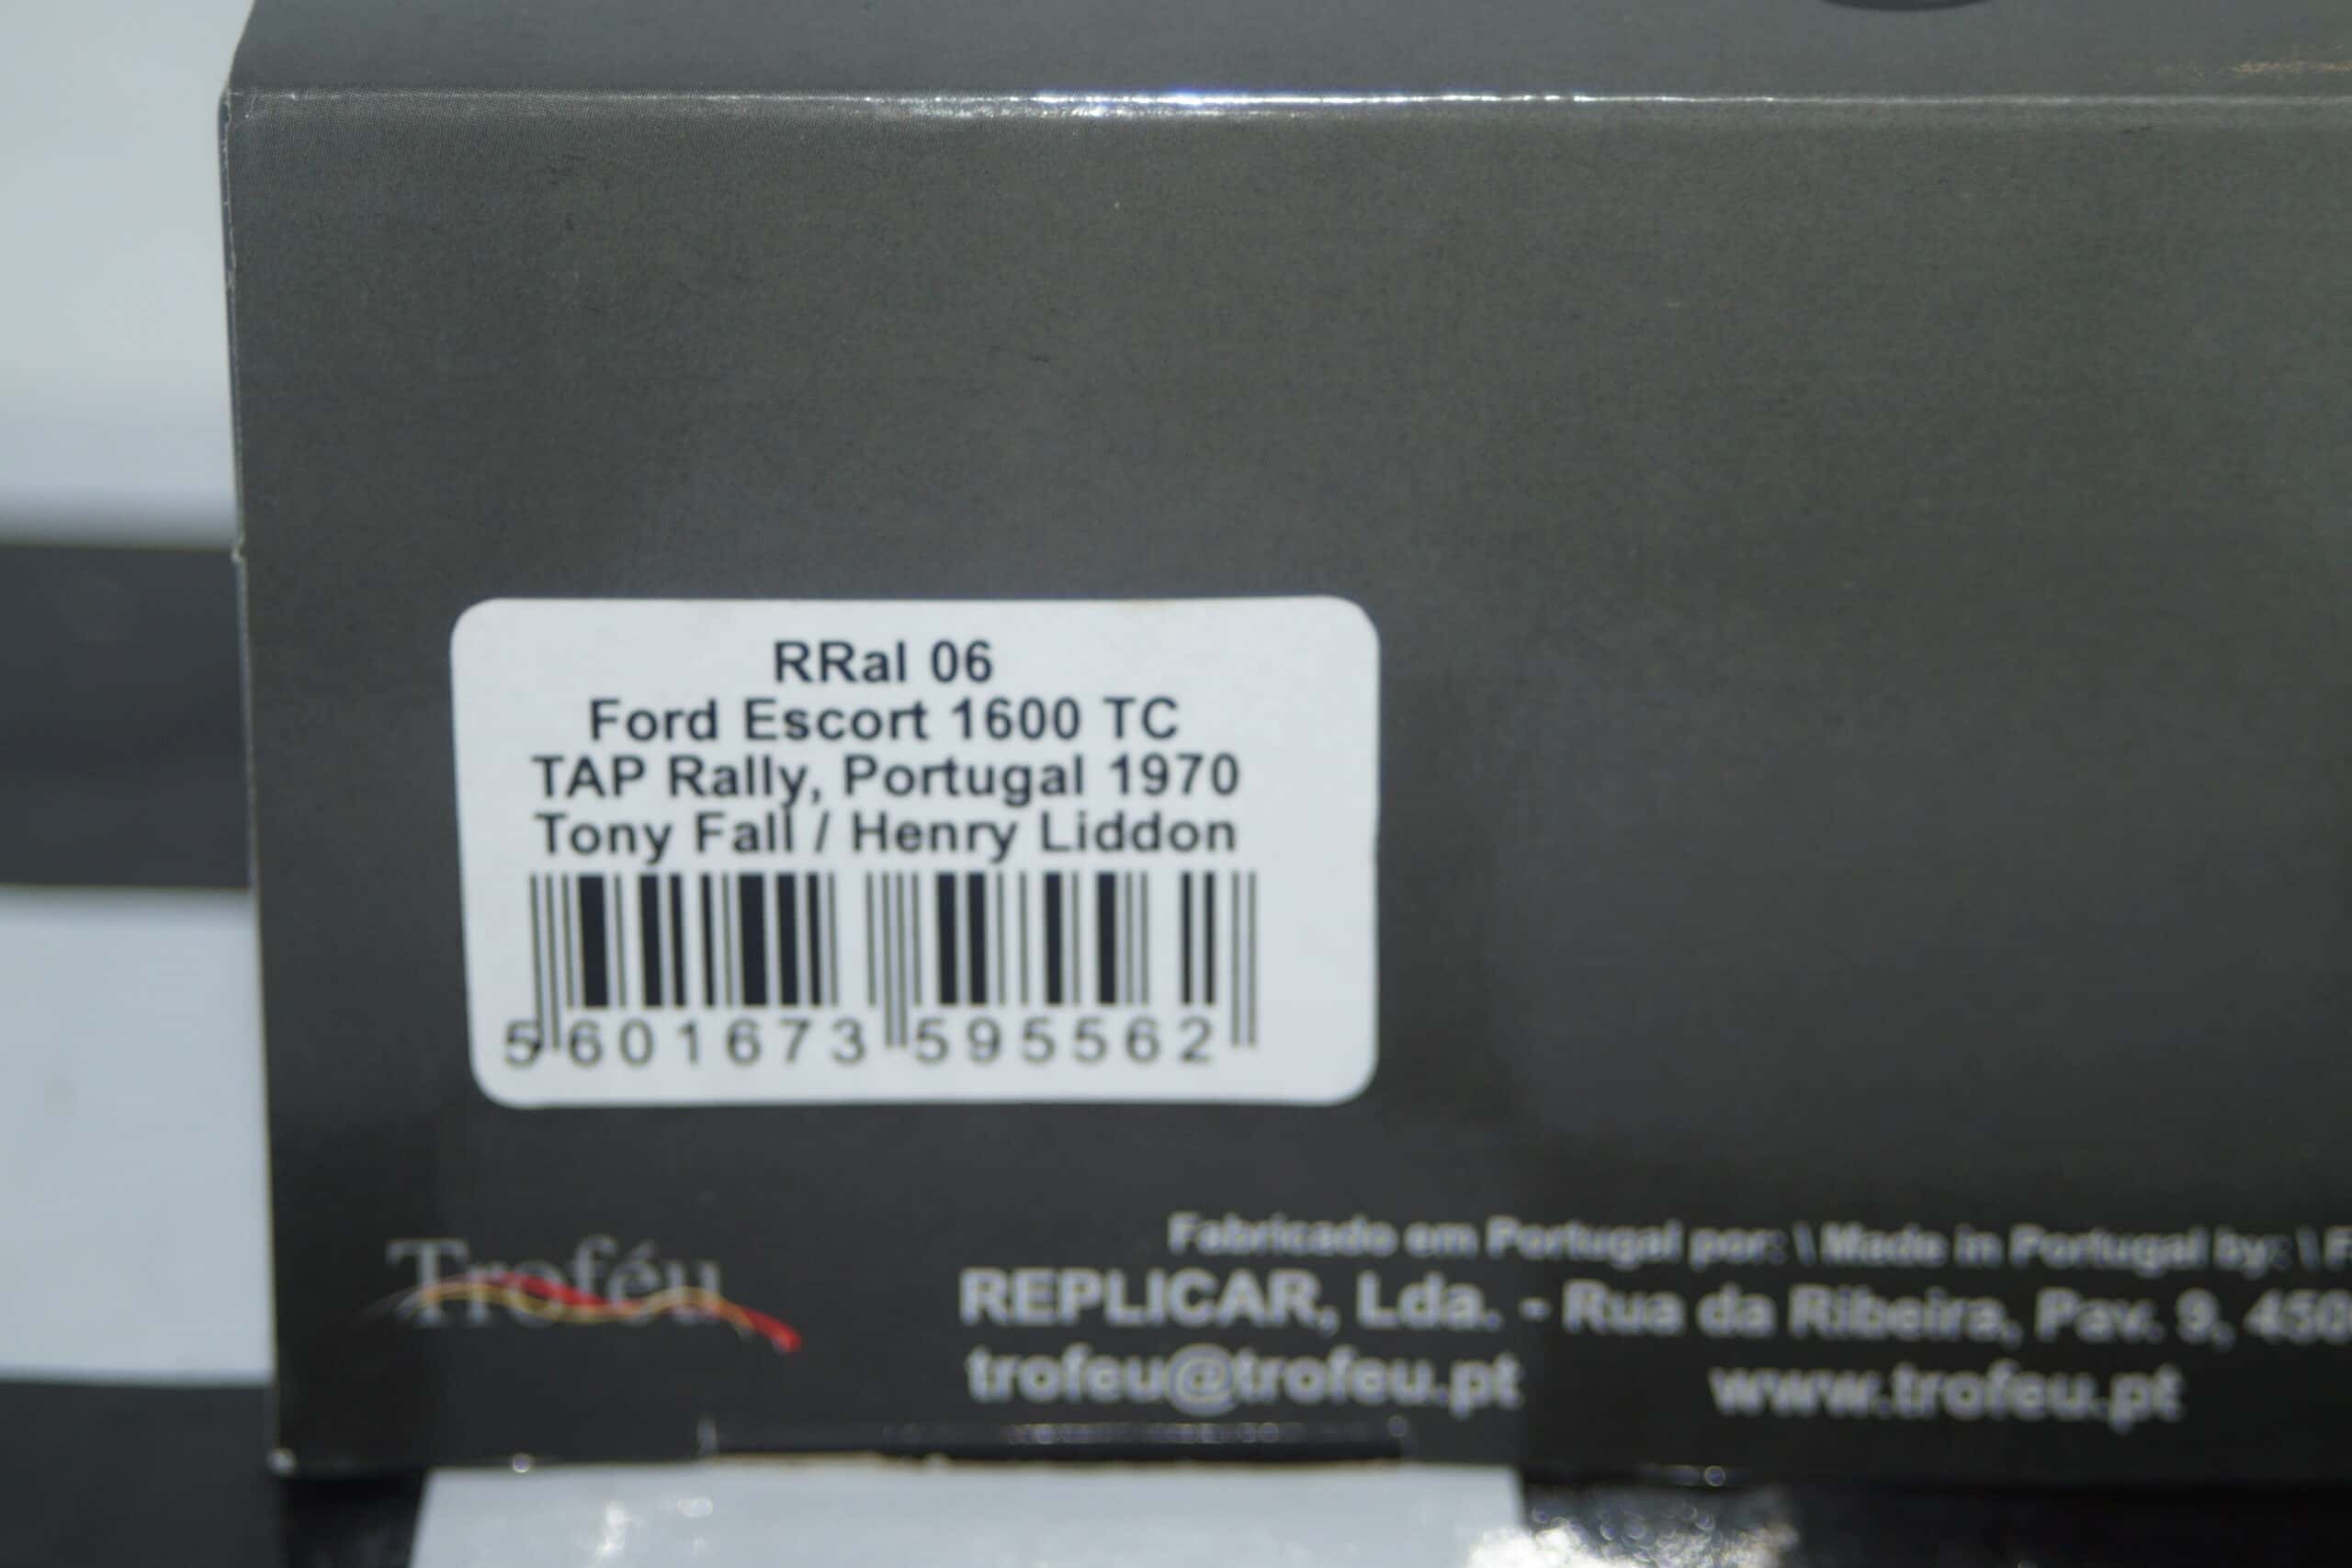 RRal 06
Ford Escort 1600 TC
TAP Rally, Portugal 1970
Tony Fall / Henry Liddon
5 601673 595562
Troféu
Fabricado em Portugal por: \ Made in Portugal by: \ F
REPLICAR, Lda. - Rua da Ribeira, Pav. 9, 450
trofeu@trofeu.pt www.trofeu.pt